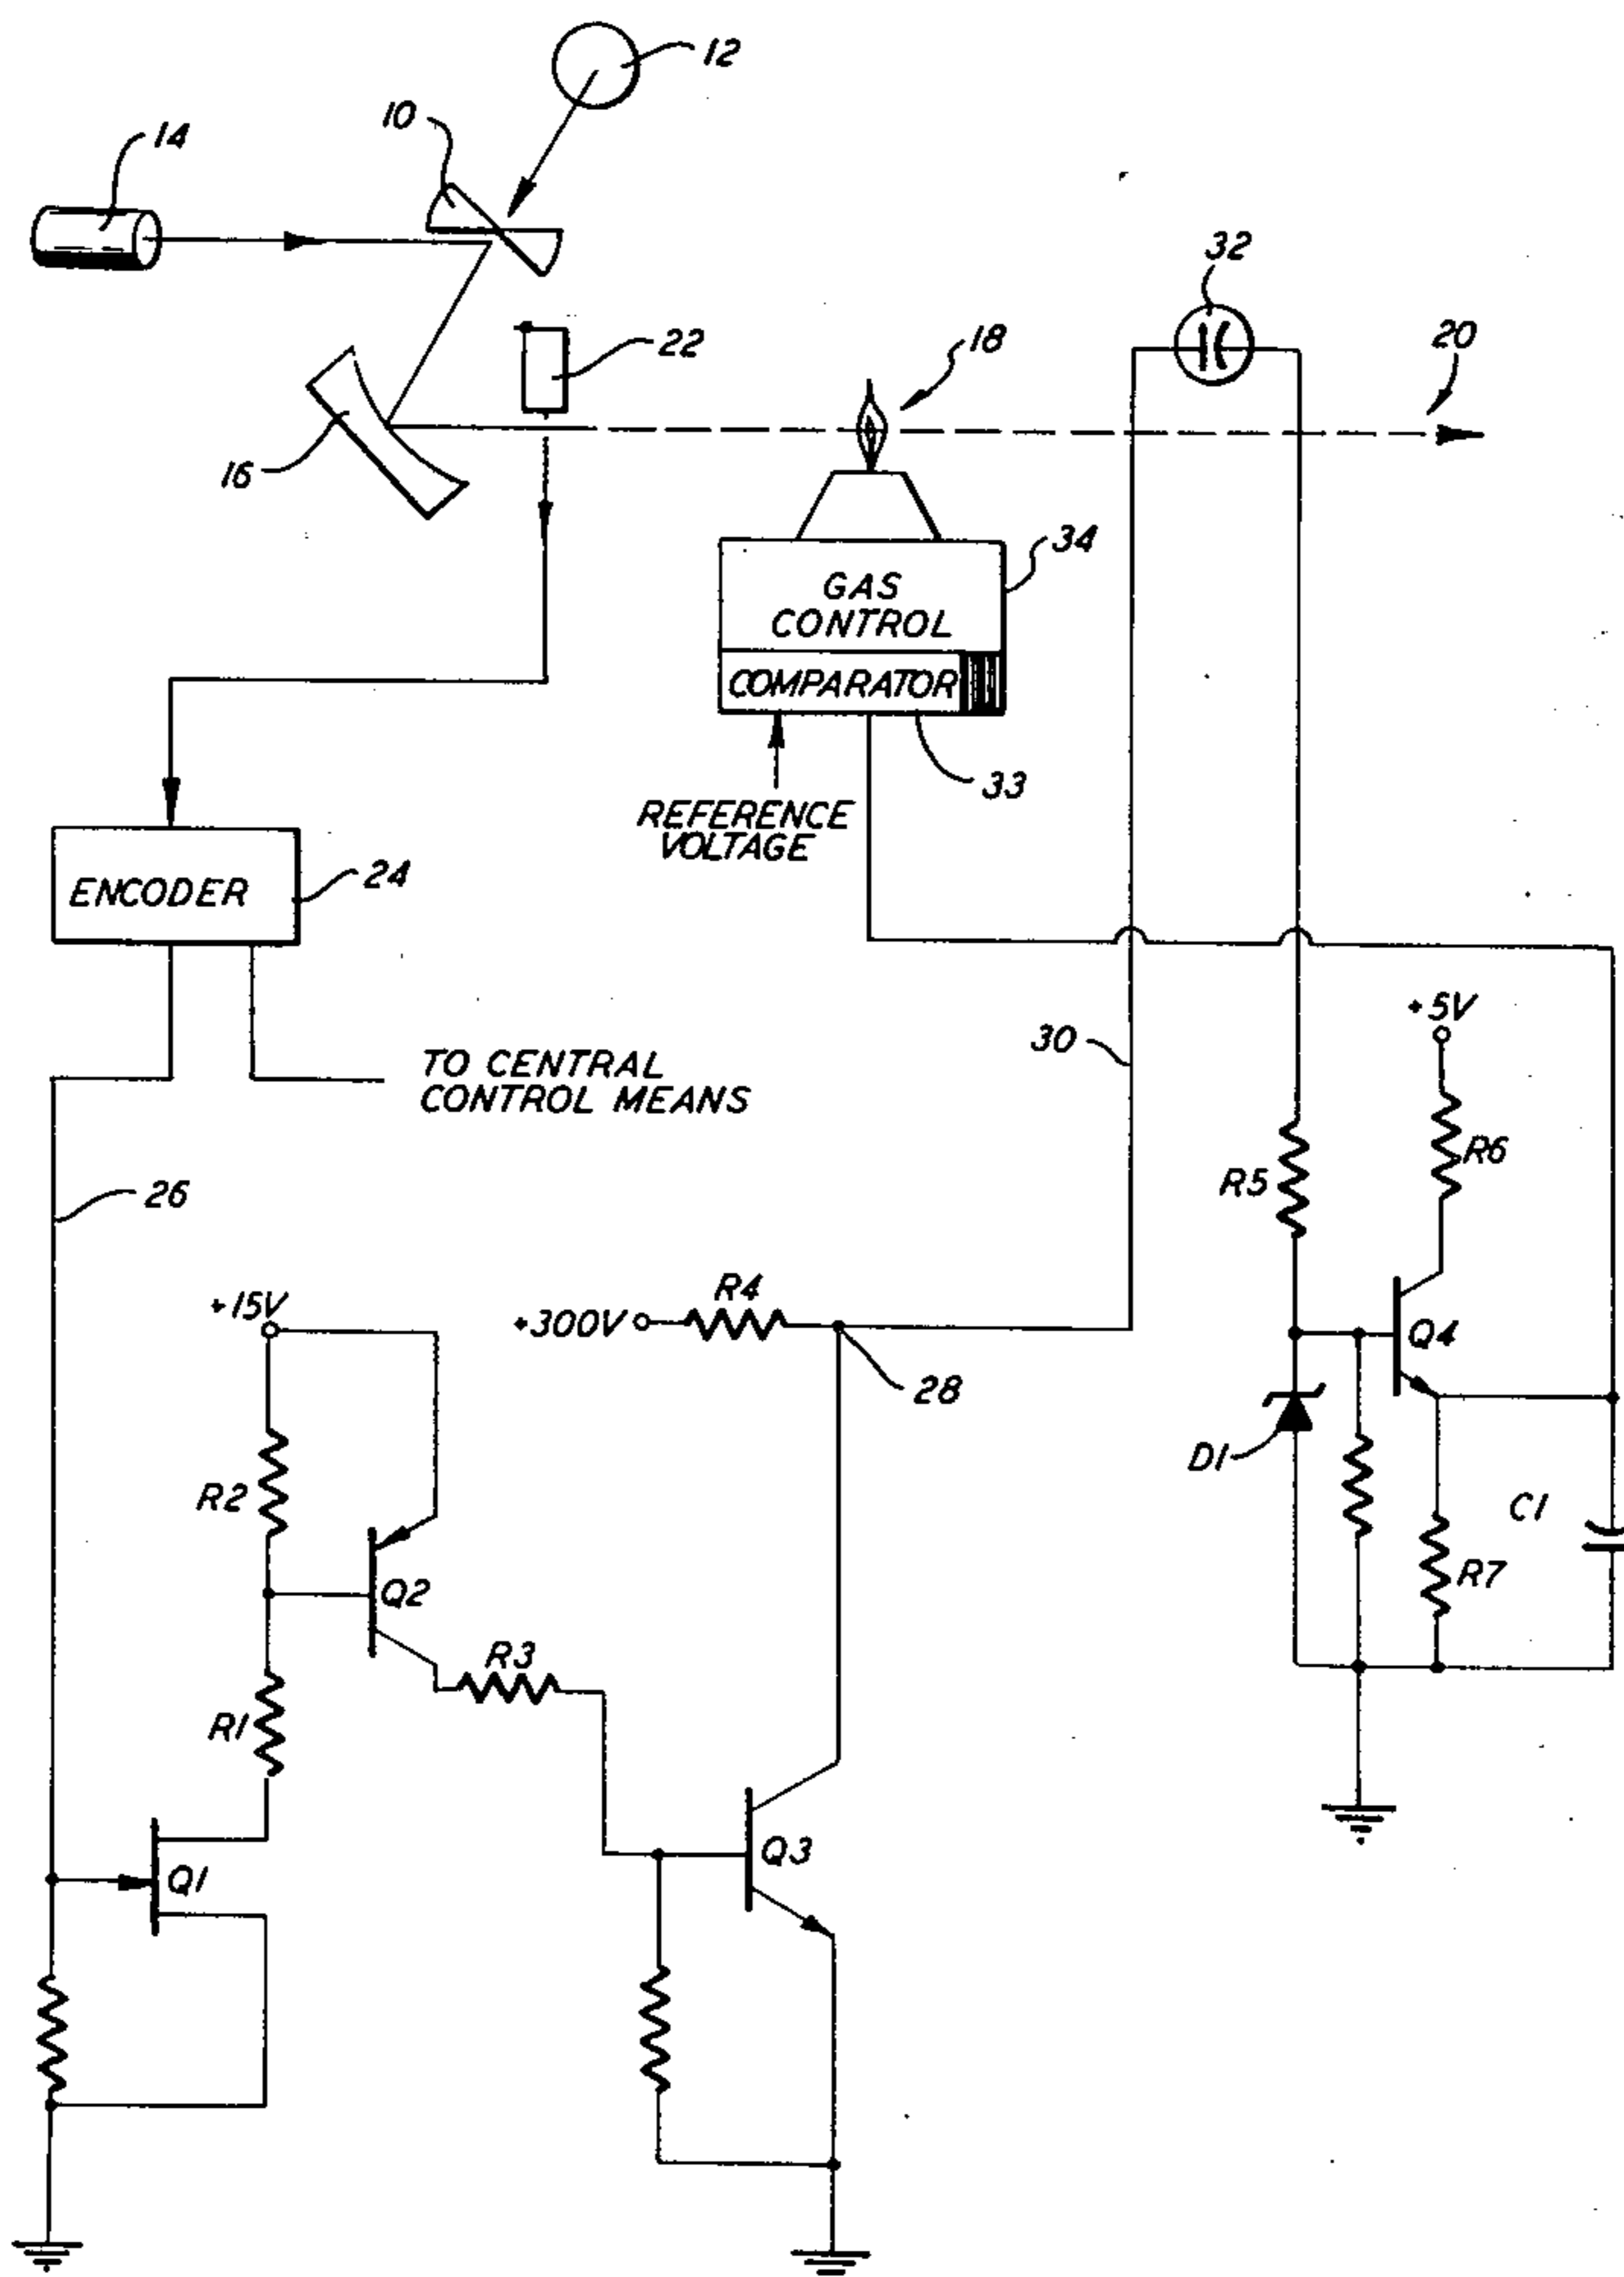 12
10
14
32
22
18
20
16
34
GAS
CONTROL
COMPARATOR
33
REFERENCE
VOLTAGE
ENCODER
24
+5V
30
TO CENTRAL
CONTROL MEANS
R6
R5
26
R4
+15V
+300V
Q4
28
D1
R2
C1
Q2
R7
R3
R1
Q3
Q1